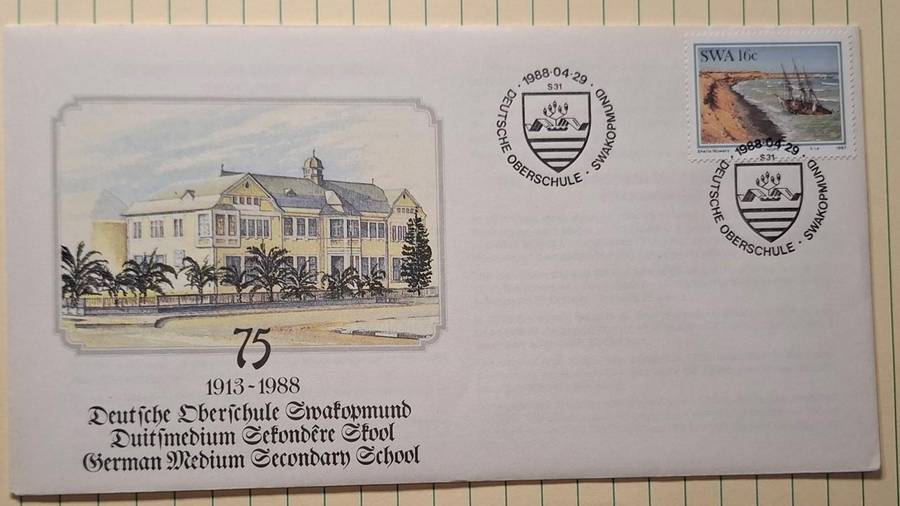 1988·04·29
S31
DEUTSCHE OBERSCHULE · SWAKOPMUND
SWA 16c
1987
1988·04·29
S31
DEUTSCHE OBERSCHULE · SWAKOPMUND
75
1913-1988
Deutſche Oberſchule Swakopmund
Duitſmedium Sekondêre Skool
German Medium Secondary School